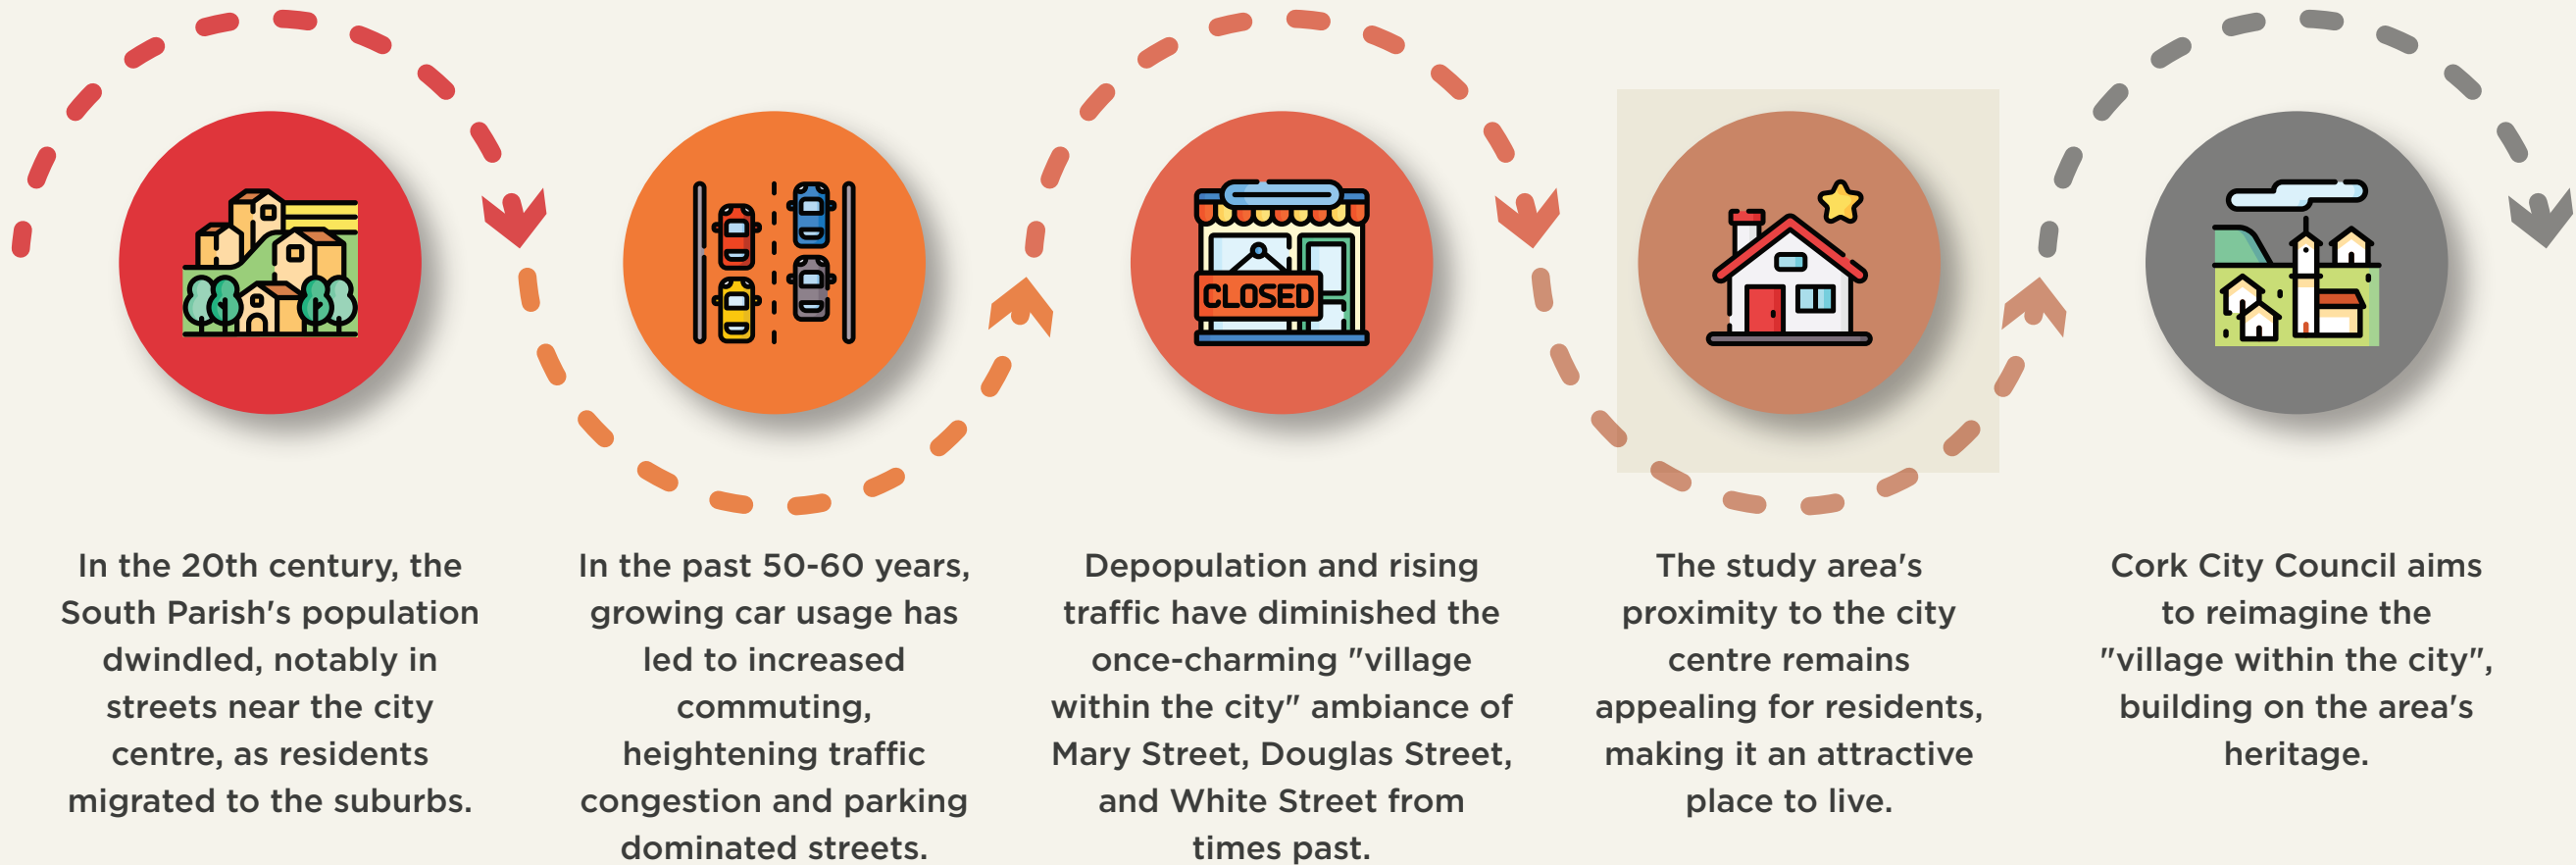 CLOSED
In the 20th century, the
South Parish's population
dwindled, notably in
streets near the city
centre, as residents
migrated to the suburbs.
In the past 50-60 years,
growing car usage has
led to increased
commuting,
heightening traffic
congestion and parking
dominated streets.
Depopulation and rising
traffic have diminished the
once-charming "village
within the city" ambiance of
Mary Street, Douglas Street,
and White Street from
times past.
The study area's
proximity to the city
centre remains
appealing for residents,
making it an attractive
place to live.
Cork City Council aims
to reimagine the
"village within the city",
building on the area's
heritage.